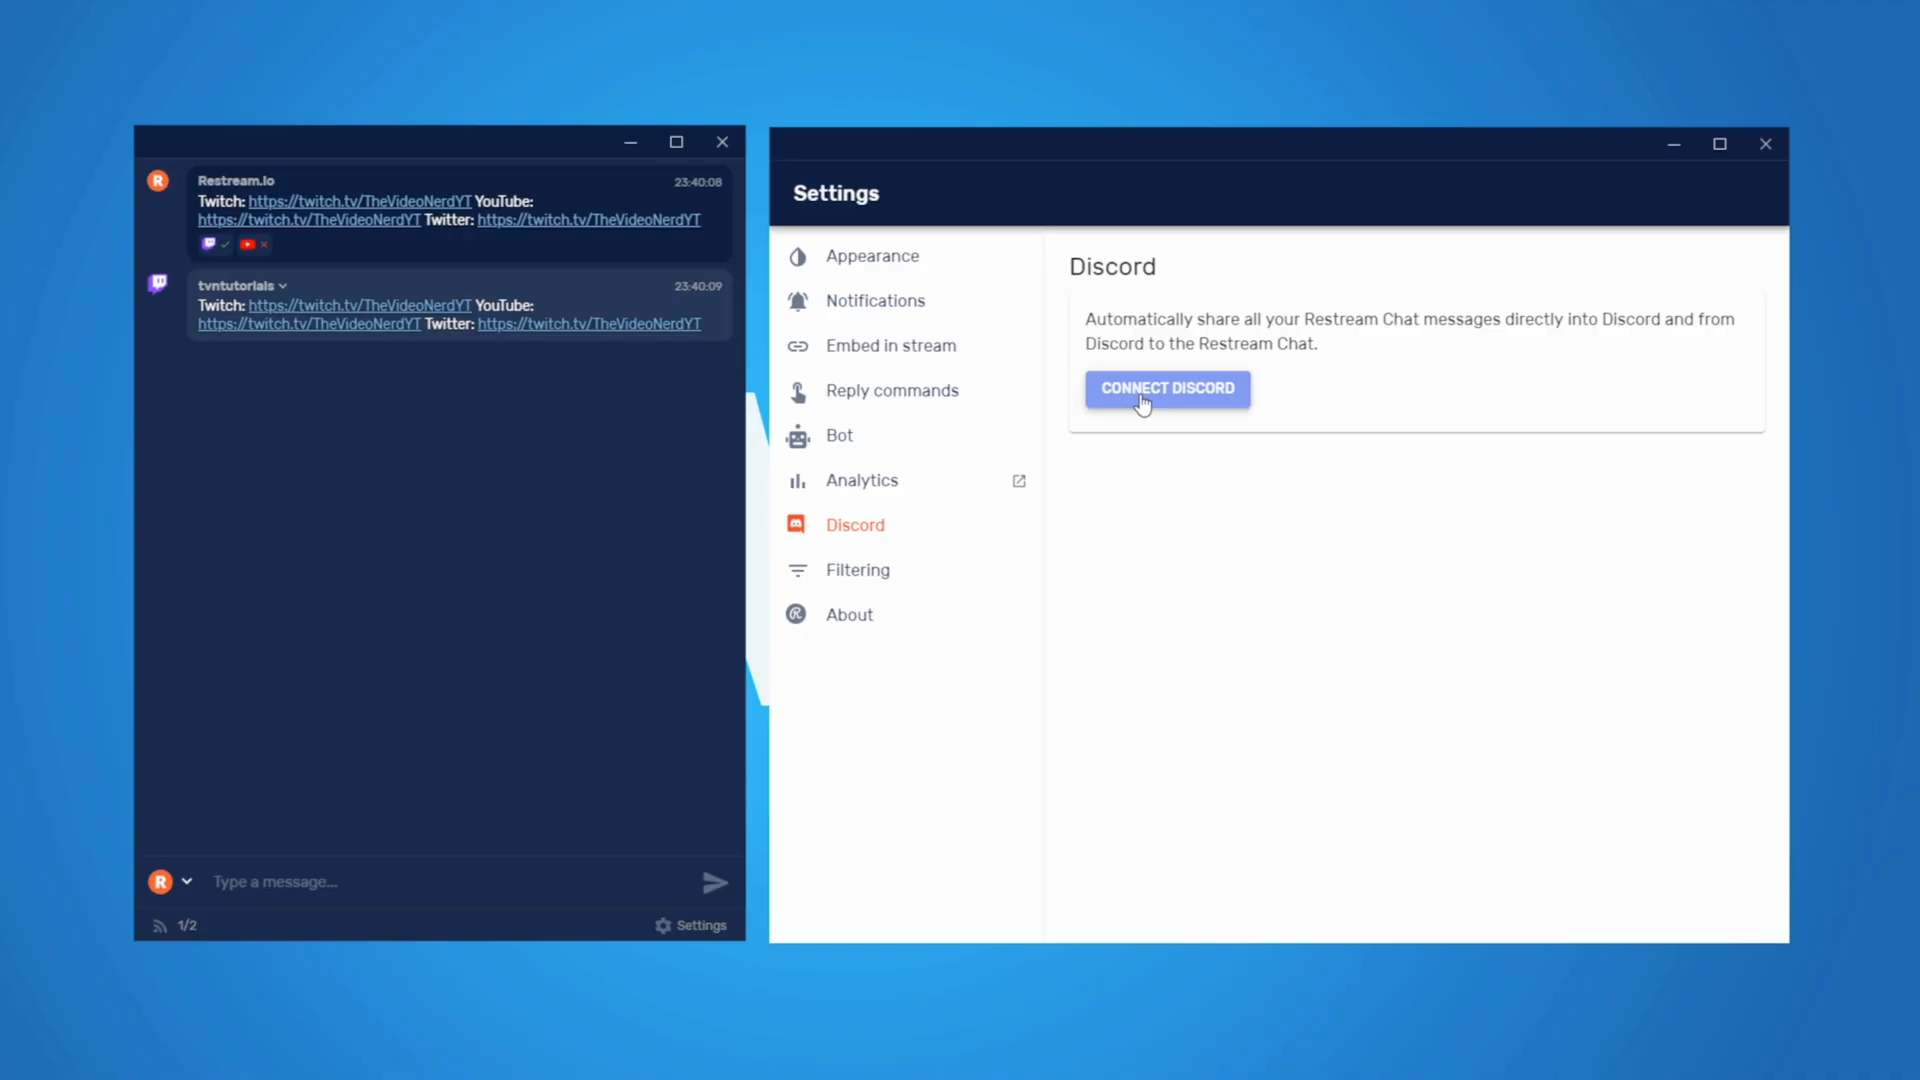 Restream.Io
23:40:08
Twitch: https://twitch.tv/TheVideoNerdYT YouTube:
https://twitch.tv/TheVideoNerdYT Twitter: https://twitch.tv/TheVideoNerdYT
tvntutorials
23:40:09
Twitch: https://twitch.tv/TheVideoNerdYT YouTube:
https://twitch.tv/TheVideoNerdYT Twitter: https://twitch.tv/TheVideoNerdYT
R
Type a message...
1/2
Settings
Settings
Appearance
Notifications
Embed in stream
Reply commands
Bot
Analytics
Discord
Filtering
About
Discord
Automatically share all your Restream Chat messages directly into Discord and from
Discord to the Restream Chat.
CONNECT DISCORD